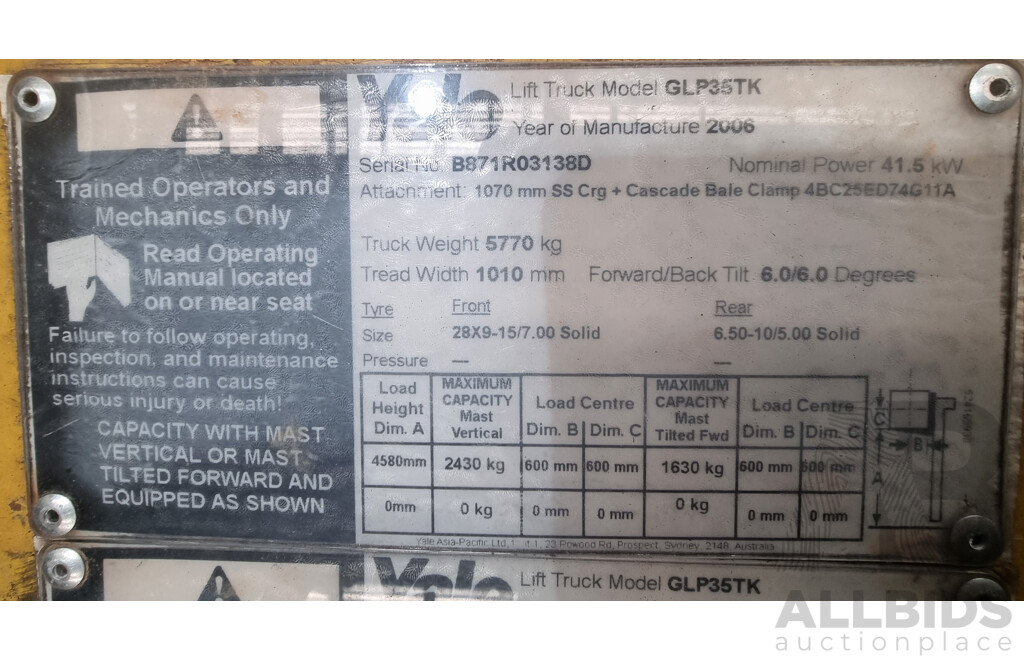 Trained Operators and
Mechanics Only
Read Operating
Manual located
on or near seat
Failure to follow operating,
inspection, and maintenance
instructions can cause
serious injury or death!
CAPACITY WITH MAST
VERTICAL OR MAST
TILTED FORWARD AND
EQUIPPED AS SHOWN
Yale
Lift Truck Model GLP35TK
Year of Manufacture 2006
Serial No. B871R03138D Nominal Power 41.5 kW
Attachment: 1070 mm SS Crg + Cascade Bale Clamp 4BC25ED74G11A
Truck Weight 5770 kg
Tread Width 1010 mm Forward/Back Tilt 6.0/6.0 Degrees
Tyre Front Rear
Size 28X9-15/7.00 Solid 6.50-10/5.00 Solid
Pressure — —
Load Height Dim. A MAXIMUM CAPACITY Mast Vertical Load Centre Dim. B Dim. C MAXIMUM CAPACITY Mast Tilted Fwd Load Centre Dim. B Dim. C
4580mm 2430 kg 600 mm 600 mm 1630 kg 600 mm 600 mm
0mm 0 kg 0 mm 0 mm 0 kg 0 mm 0 mm
C
B
A
Yale Asia-Pacific Ltd, 23 Powood Rd, Prospect, Sydney, 2148, Australia
Yale
Lift Truck Model GLP35TK
ALLBIDS
auctionplace